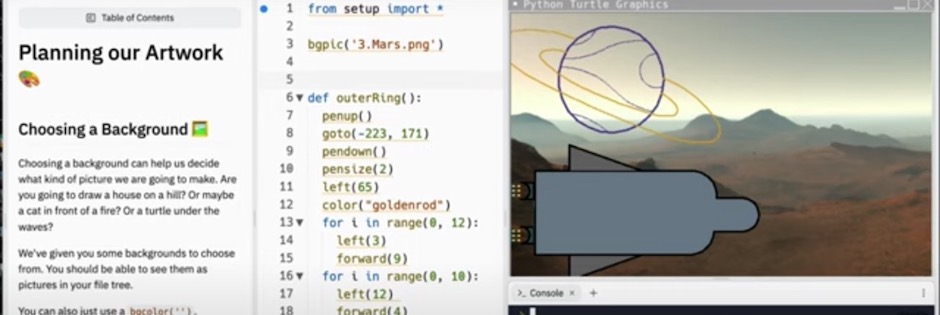 Table of Contents
Planning our Artwork
🎨
Choosing a Background 🖼️
Choosing a background can help us decide
what kind of picture we are going to make. Are
you going to draw a house on a hill? Or maybe
a cat in front of a fire? Or a turtle under the
waves?
We've given you some backgrounds to choose
from. You should be able to see them as
pictures in your file tree.
You can also just use a bgcolor(''),
1 from setup import *
2
3 bgpic('3.Mars.png')
4
5
6 def outerRing():
7 penup()
8 goto(-223, 171)
9 pendown()
10 pensize(2)
11 left(65)
12 color("goldenrod")
13 for i in range(0, 12):
14 left(3)
15 forward(9)
16 for i in range(0, 10):
17 left(12)
18 forward(4)
Python Turtle Graphics
Console × +